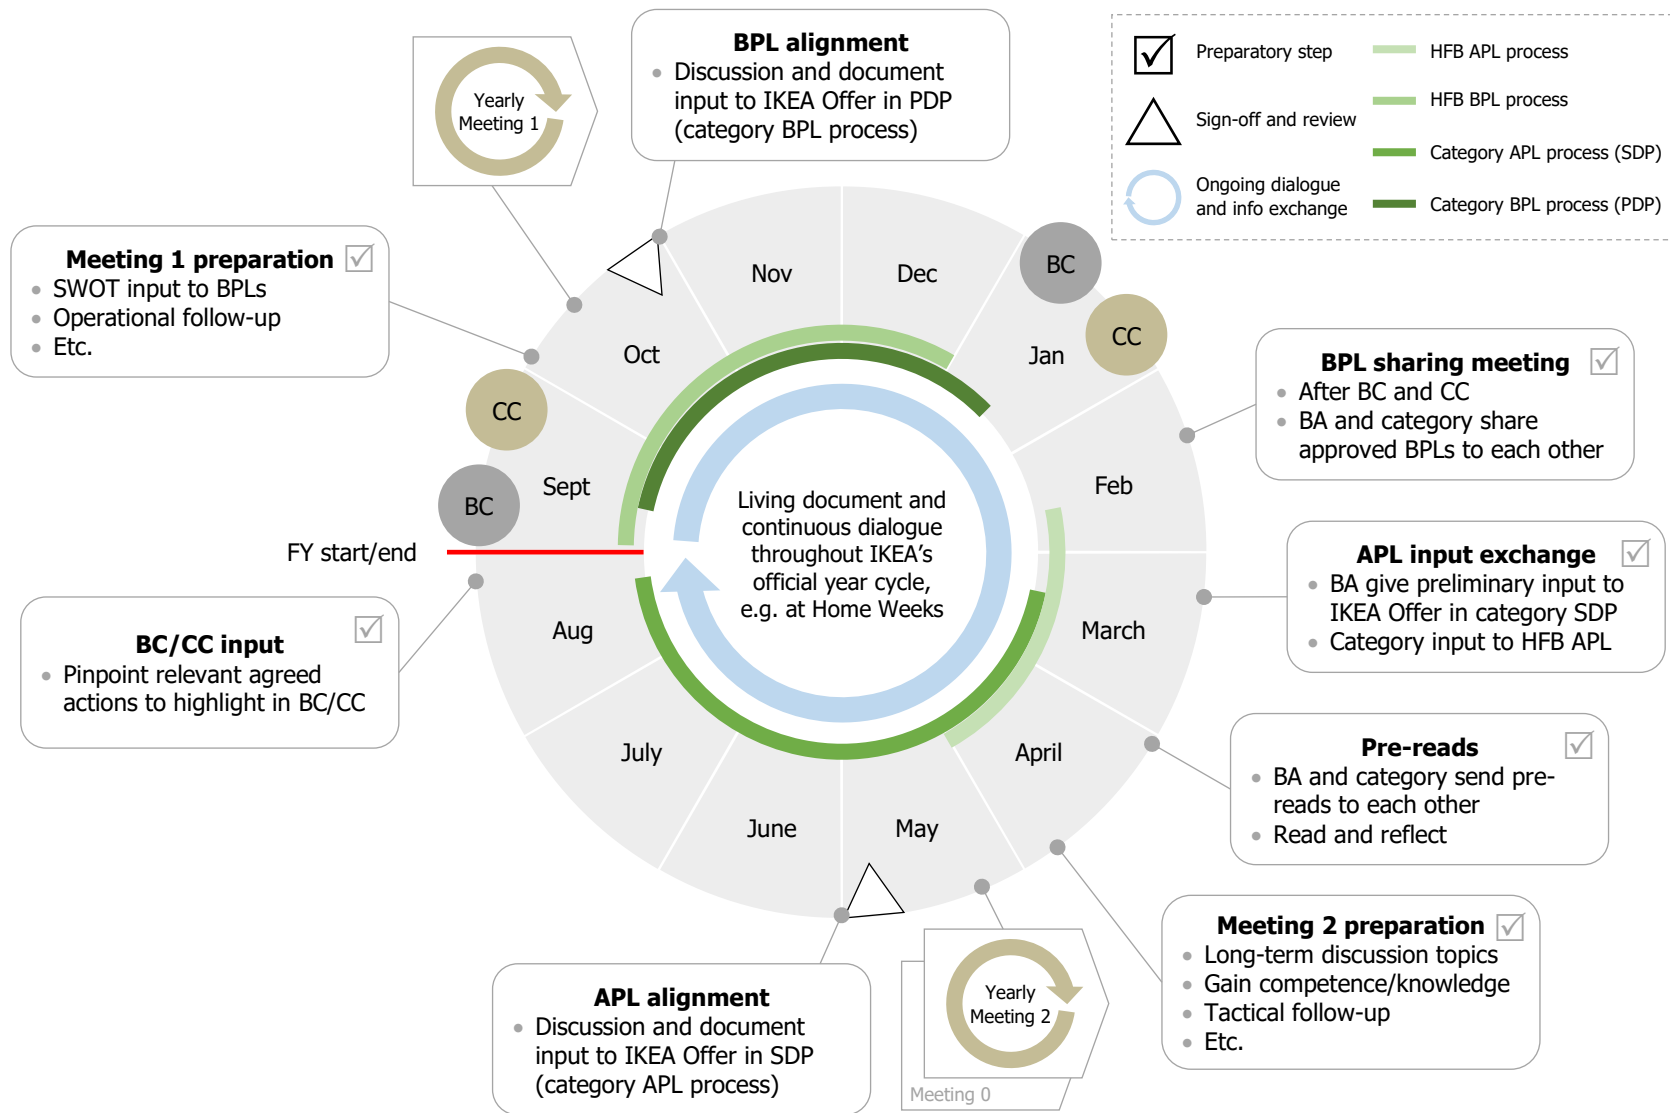 BPL alignment
Discussion and document
input to IKEA Offer in PDP
(category BPL process)
Yearly
Meeting 1
Preparatory step
Sign-off and review
Ongoing dialogue
and info exchange
HFB APL process
HFB BPL process
Category APL process (SDP)
Category BPL process (PDP)
Meeting 1 preparation
SWOT input to BPLs
Operational follow-up
Etc.
Nov
Dec
BC
CC
Oct
Jan
CC
BC
Sept
Feb
BPL sharing meeting
After BC and CC
BA and category share
approved BPLs to each other
FY start/end
Living document and
continuous dialogue
throughout IKEA's
official year cycle,
e.g. at Home Weeks
APL input exchange
BA give preliminary input to
IKEA Offer in category SDP
Category input to HFB APL
BC/CC input
Pinpoint relevant agreed
actions to highlight in BC/CC
Aug
March
July
April
June
May
Pre-reads
BA and category send pre-
reads to each other
Read and reflect
Meeting 2 preparation
Long-term discussion topics
Gain competence/knowledge
Tactical follow-up
Etc.
APL alignment
Discussion and document
input to IKEA Offer in SDP
(category APL process)
Yearly
Meeting 2
Meeting 0